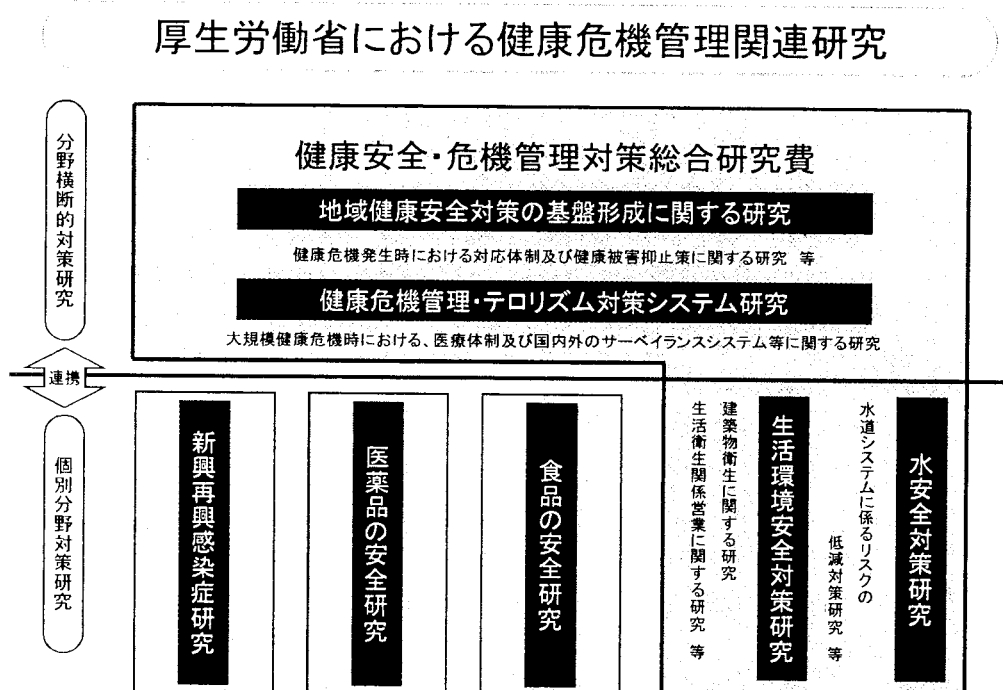 厚生労働省における健康危機管理関連研究
分野横断的対策研究
健康安全・危機管理対策総合研究費
地域健康安全対策の基盤形成に関する研究
健康危機発生時における対応体制及び健康被害抑止策に関する研究 等
健康危機管理・テロリズム対策システム研究
大規模健康危機時における、医療体制及び国内外のサーベイランスシステム等に関する研究
連携
個別分野対策研究
新興再興感染症研究
医薬品の安全研究
食品の安全研究
水安全対策研究
水道システムに係るリスクの
低減対策研究 等
生活環境安全対策研究
建築物衛生に関する研究
生活衛生関係営業に関する研究 等